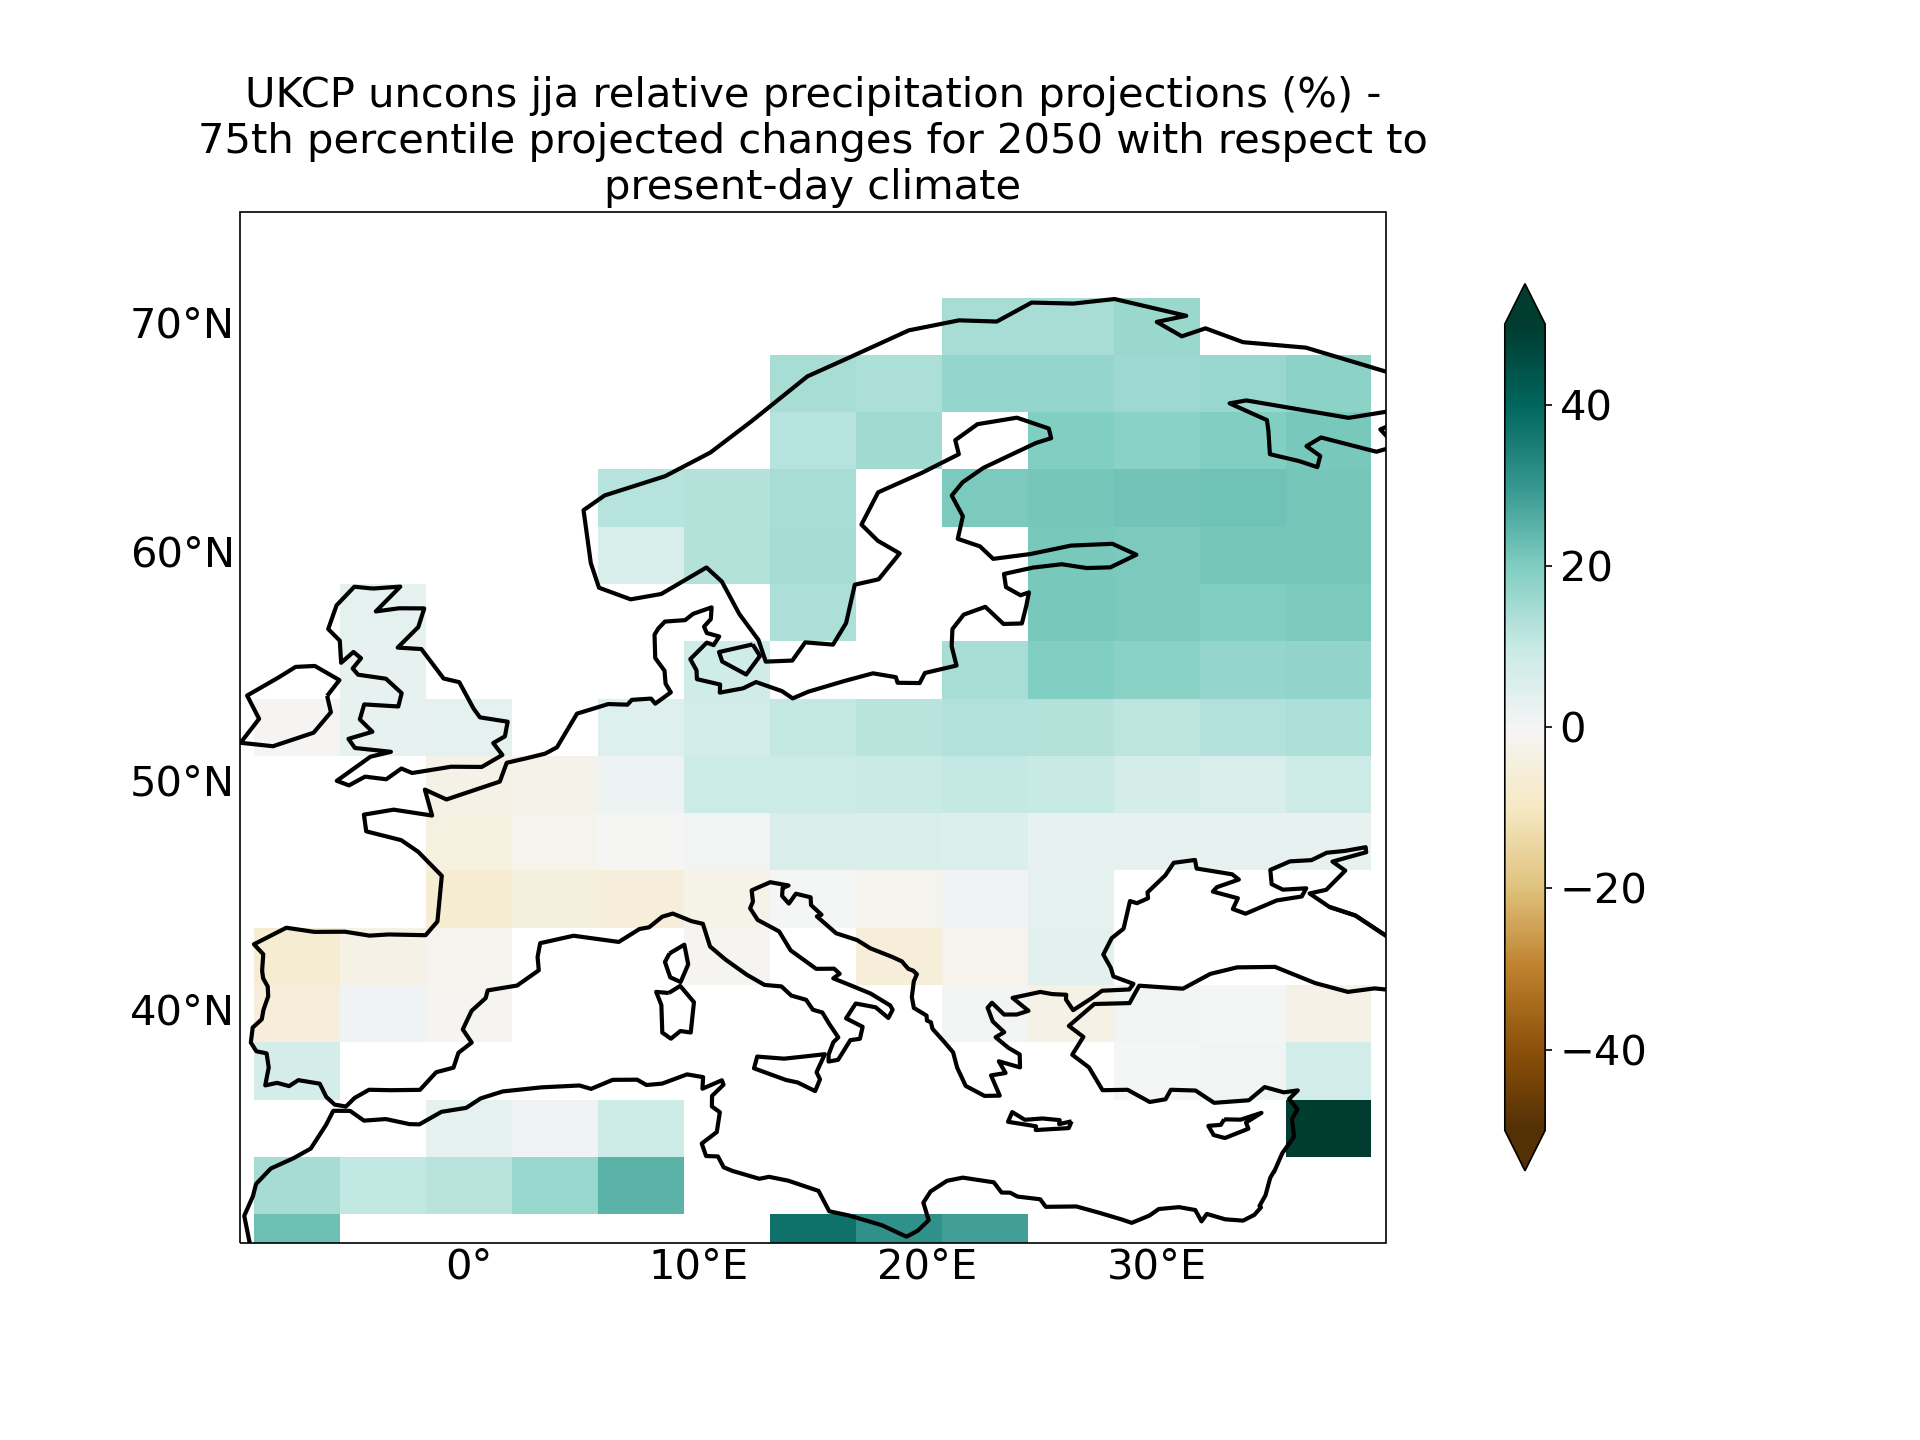 UKCP uncons jja relative precipitation projections (%) -
75th percentile projected changes for 2050 with respect to
present-day climate
70°N
60°N
50°N
40°N
0°
10°E
20°E
30°E
40
20
0
−20
−40